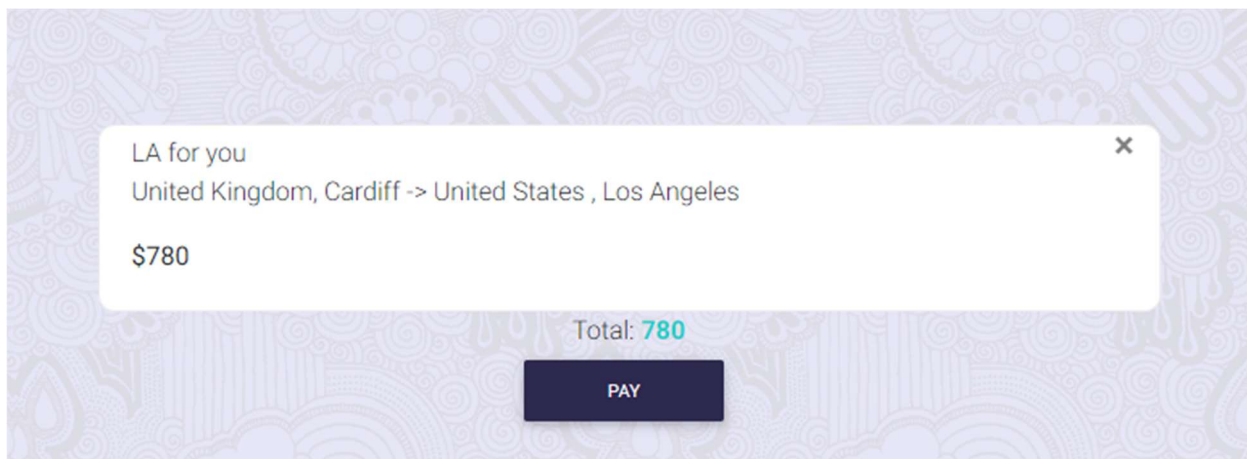 LA for you
United Kingdom, Cardiff -> United States , Los Angeles
$780
Total: 780
PAY